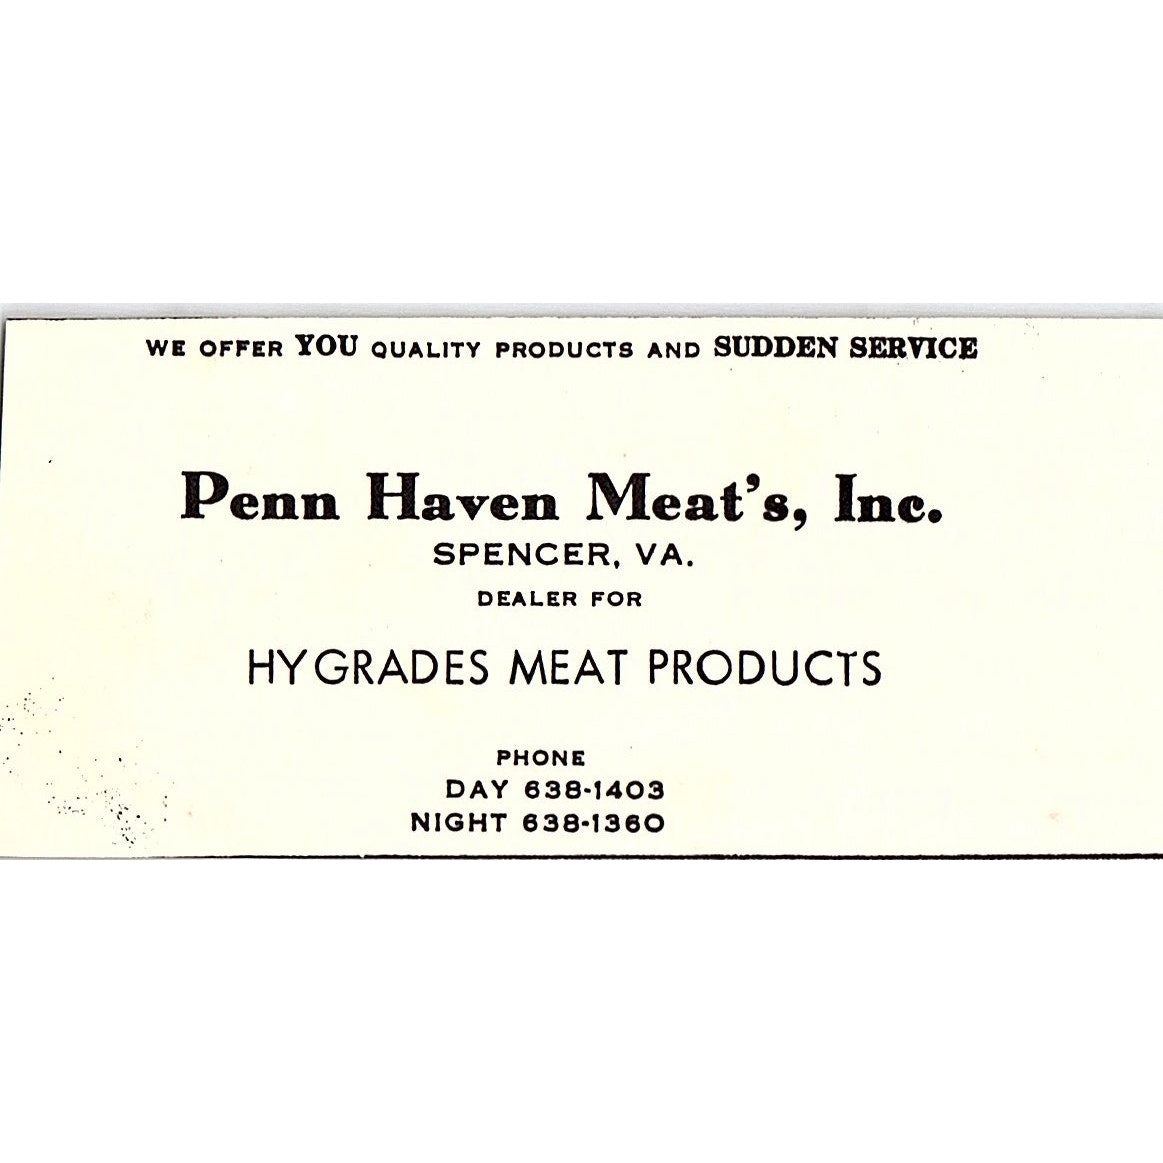 WE OFFER YOU QUALITY PRODUCTS AND SUDDEN SERVICE
Penn Haven Meat's, Inc.
SPENCER, VA.
DEALER FOR
HYGRADES MEAT PRODUCTS
PHONE
DAY 638-1403
NIGHT 638-1360